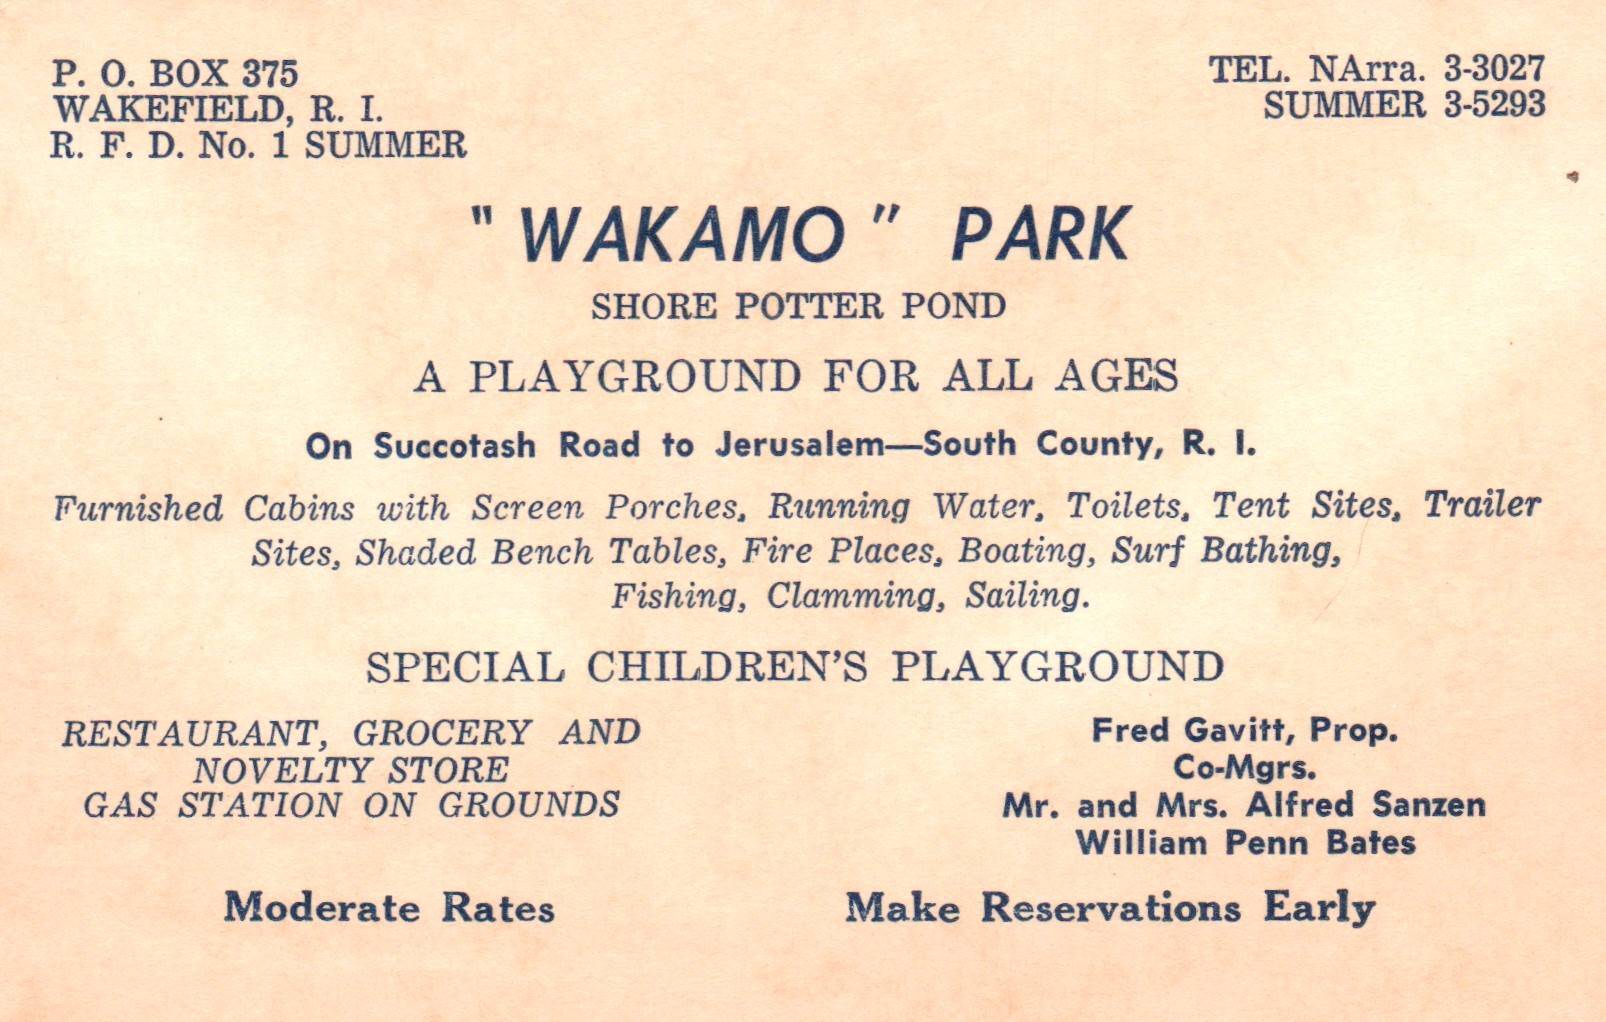 P. O. BOX 375
WAKEFIELD, R. I.
R. F. D. No. 1 SUMMER
TEL. NArra. 3-3027
SUMMER 3-5293
"WAKAMO" PARK
SHORE POTTER POND
A PLAYGROUND FOR ALL AGES
On Succotash Road to Jerusalem—South County, R. I.
Furnished Cabins with Screen Porches, Running Water, Toilets, Tent Sites, Trailer
Sites, Shaded Bench Tables, Fire Places, Boating, Surf Bathing,
Fishing, Clamming, Sailing.
SPECIAL CHILDREN'S PLAYGROUND
RESTAURANT, GROCERY AND
NOVELTY STORE
GAS STATION ON GROUNDS
Fred Gavitt, Prop.
Co-Mgrs.
Mr. and Mrs. Alfred Sanzen
William Penn Bates
Moderate Rates
Make Reservations Early